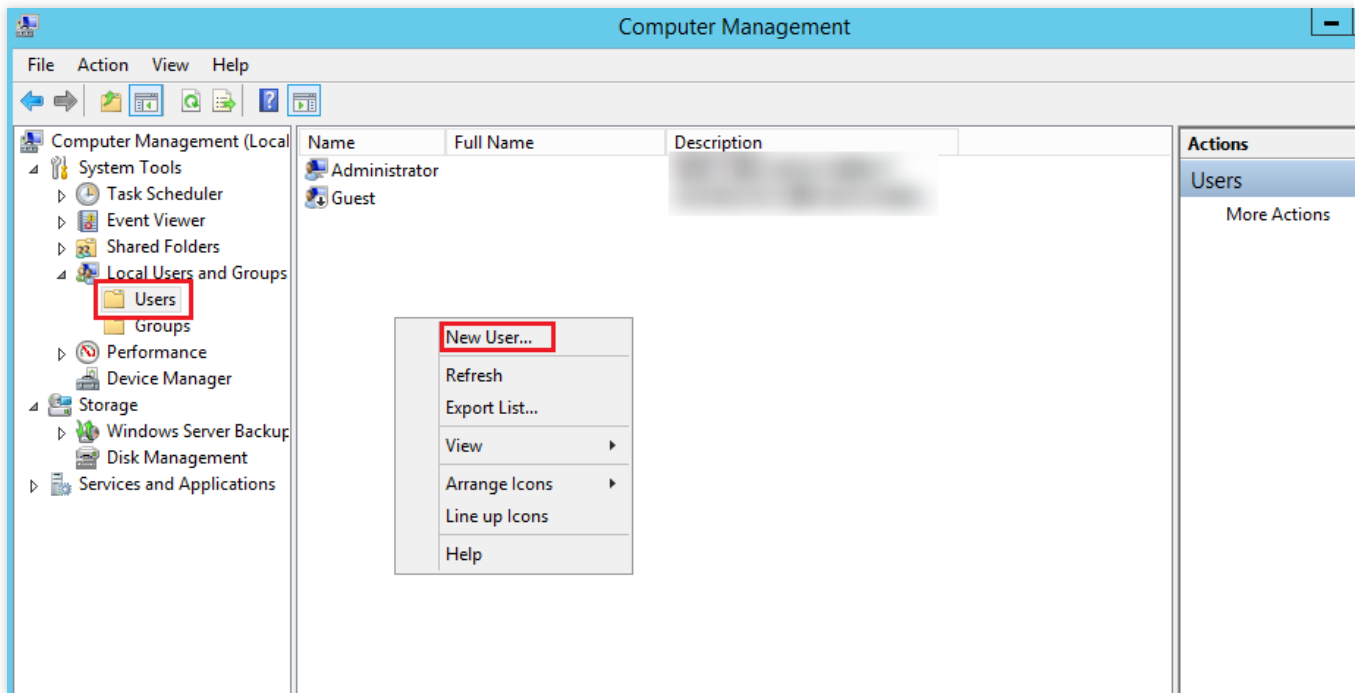 Computer Management
File Action View Help
Computer Management (Local
System Tools
Task Scheduler
Event Viewer
Shared Folders
Local Users and Groups
Users
Groups
Performance
Device Manager
Storage
Windows Server Backup
Disk Management
Services and Applications
Name Full Name Description
Administrator
Guest
New User...
Refresh
Export List...
View
Arrange Icons
Line up Icons
Help
Actions
Users
More Actions